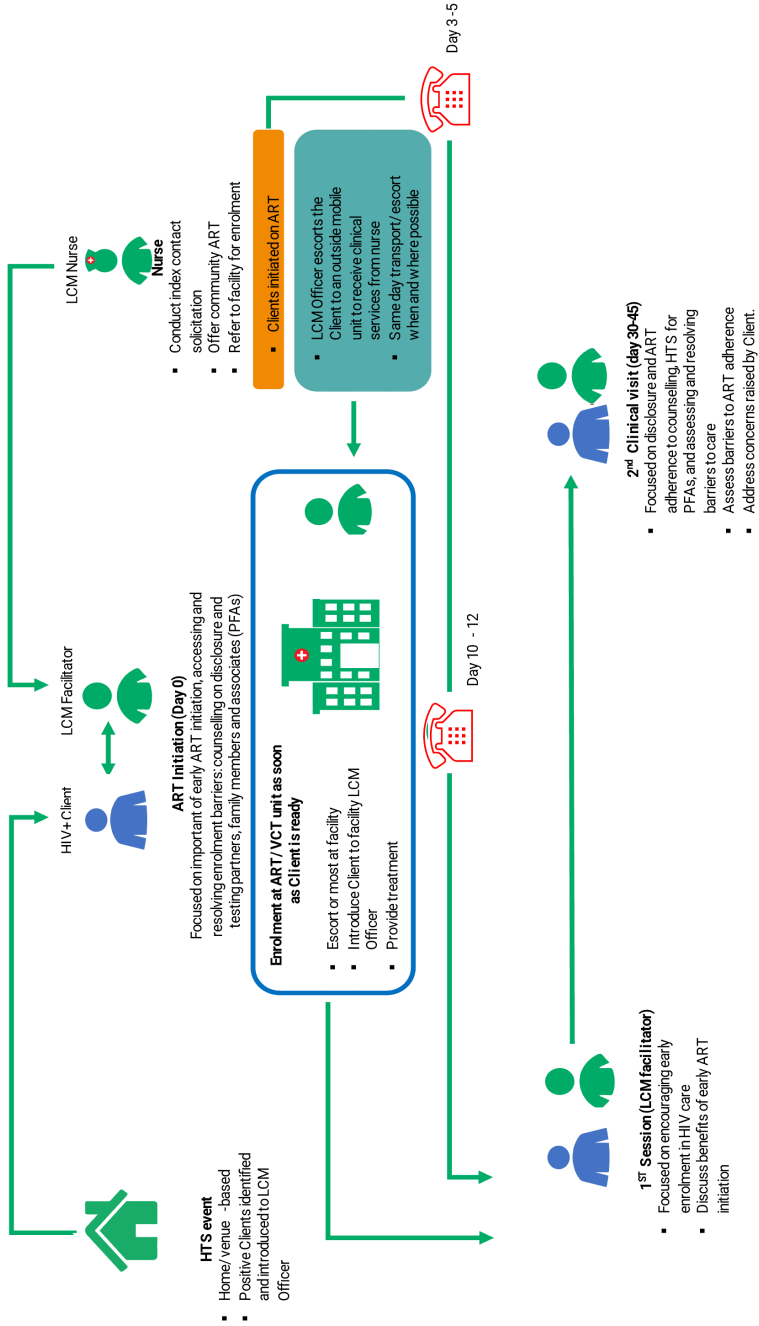 HTS event
▪ Home/ venue -based
▪ Positive Clients identified
and introduced to LCM
Officer
HIV+ Client
LCM Facilitator
ART Initiation (Day 0)
Focused on important of early ART initiation, accessing and
resolving enrolment barriers: counselling on disclosure and
testing partners, family members and associates (PFAs)
LCM Nurse
Nurse
▪ Conduct index contact
solicitation
▪ Offer community ART
▪ Refer to facility for enrolment
▪ Clients initiated on ART
▪ LCM Officer escorts the
Client to an outside mobile
unit to receive clinical
services from nurse
▪ Same day transport/ escort
when and where possible
Enrolment at ART/ VCT unit as soon
as Client is ready
▪ Escort or most at facility
▪ Introduce Client to facility LCM
Officer
▪ Provide treatment
Day 3 -5
Day 10 - 12
1ST Session (LCM facilitator)
▪ Focused on encouraging early
enrolment in HIV care
▪ Discuss benefits of early ART
initiation
2nd Clinical visit (day 30-45)
▪ Focused on disclosure and ART
adherence to counselling, HTS for
PFAs, and assessing and resolving
barriers to care
▪ Assess barriers to ART adherence
▪ Address concerns raised by Client.